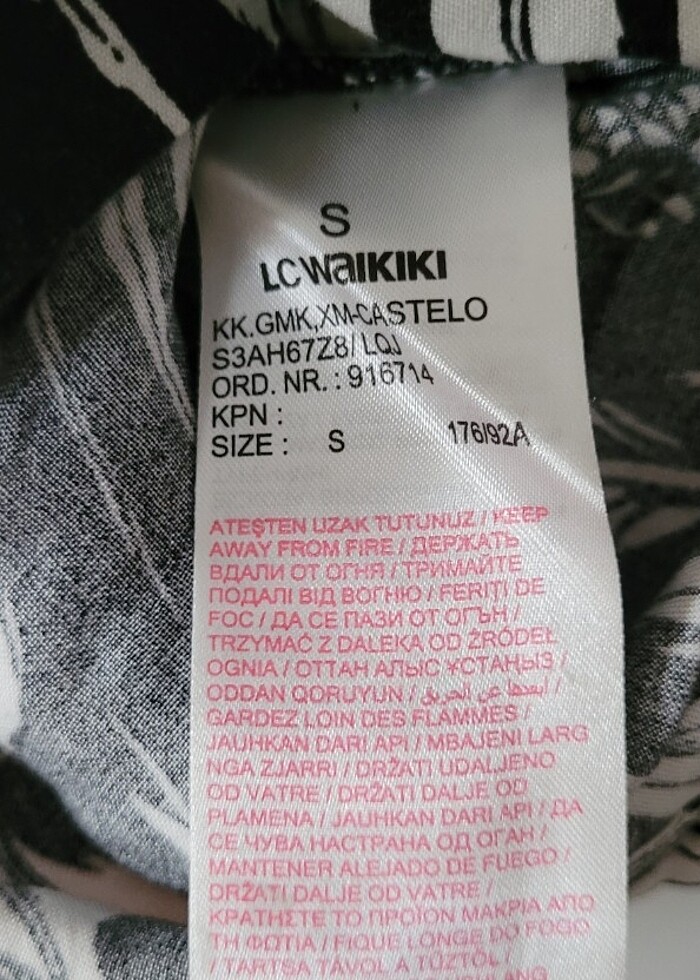 S
LC WAIKIKI
KK.GMK,XM-CASTELO
S3AH67Z8/ LQJ
ORD. NR. : 916714
KPN :
SIZE : S 176/92A
ATEŞTEN UZAK TUTUNUZ / KEEP
AWAY FROM FIRE / ДЕРЖАТЬ
ВДАЛИ ОТ ОГНЯ / ТРИМАЙТЕ
ПОДАЛІ ВІД ВОГНЮ / FERIŢI DE
FOC / ДА СЕ ПАЗИ ОТ ОГЪН /
TRZYMAĆ Z DALEKA OD ŹRÓDEŁ
OGNIA / ОТТАН АЛЫС ҰСТАҢЫЗ /
ODDAN QORUYUN / أبسط عن الحريق /
GARDEZ LOIN DES FLAMMES /
JAUHKAN DARI API / MBAJENI LARG
NGA ZJARRI / DRŽATI UDALJENO
OD VATRE / DRŽATI DALJE OD
PLAMENA / JAUHKAN DARI API / ДА
СЕ ЧУВА НАСТРАНА ОД ОГАН /
MANTENER ALEJADO DE FUEGO /
DRŽATI DALJE OD VATRE /
ΚΡΑΤΗΣΤΕ ΤΟ ΠΡΟΪΟΝ ΜΑΚΡΙΑ ΑΠΟ
ΤΗ ΦΩΤΙΑ / FIQUE LONGE DO FOGO
/ TARTSA TÁVOL A TŰZTŐL /